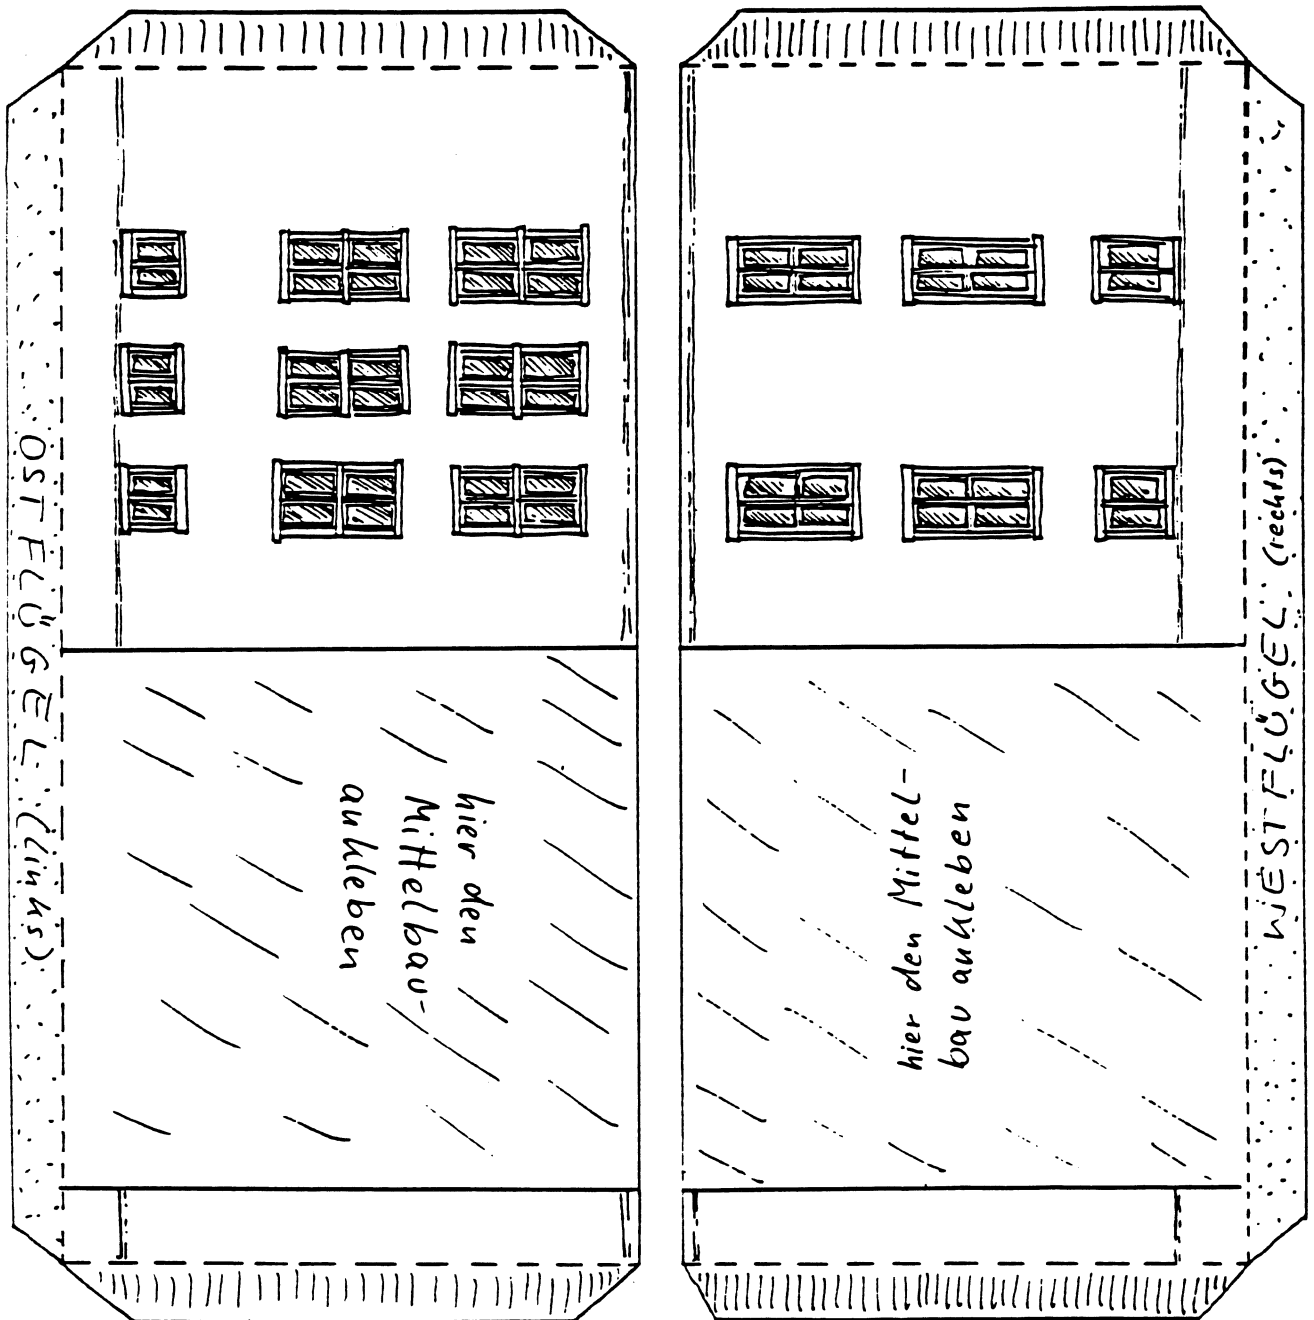 OSTFLÜGEL (links)
hier den
Mittelbau-
ankleben
hier den Mittel-
bau ankleben
WESTFLÜGEL (rechts)